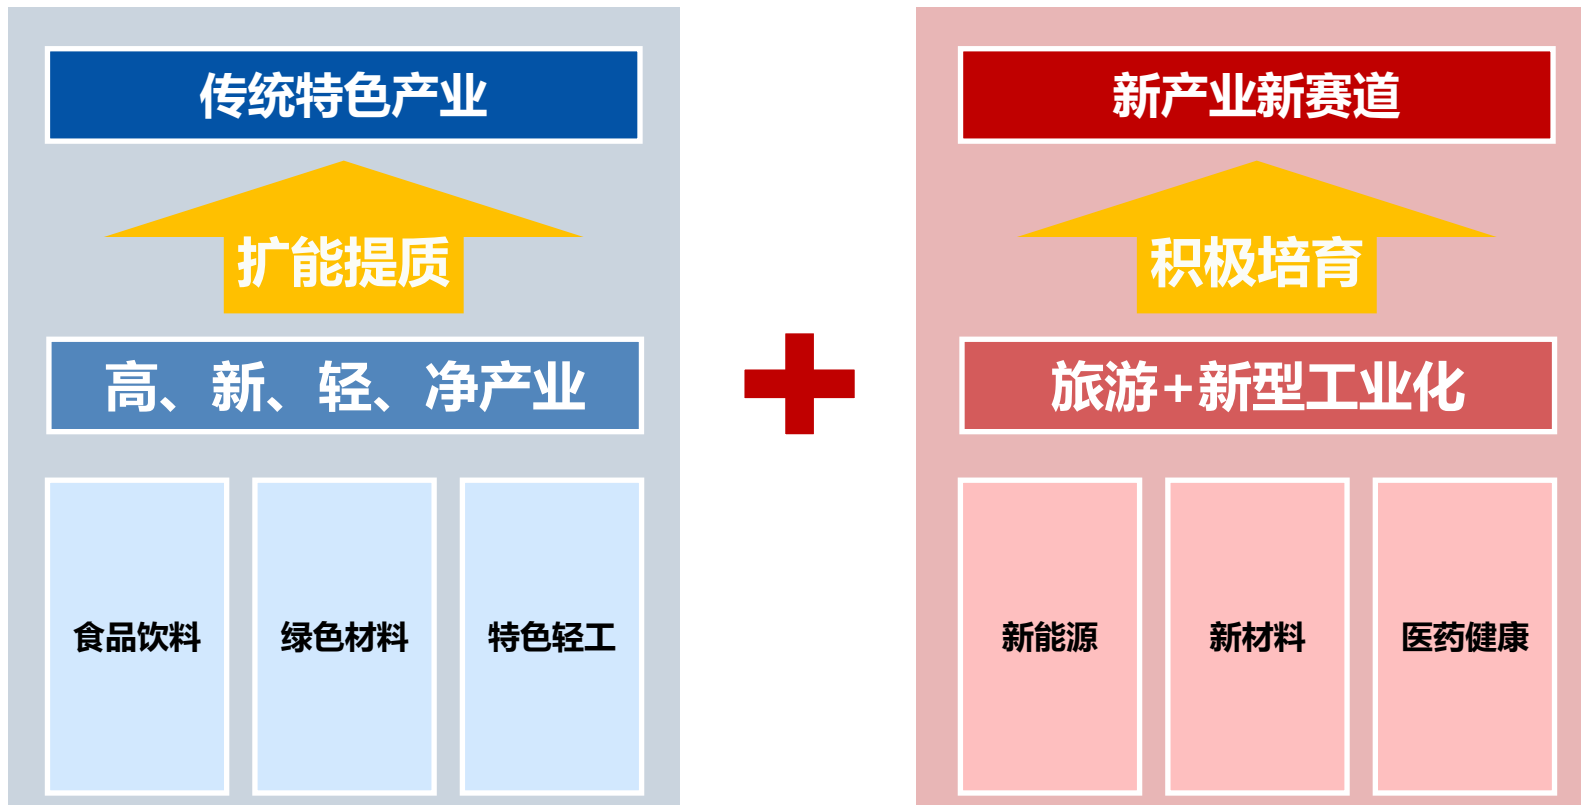 传统特色产业
扩能提质
高、新、轻、净产业
食品饮料
绿色材料
特色轻工
新产业新赛道
积极培育
旅游+新型工业化
新能源
新材料
医药健康